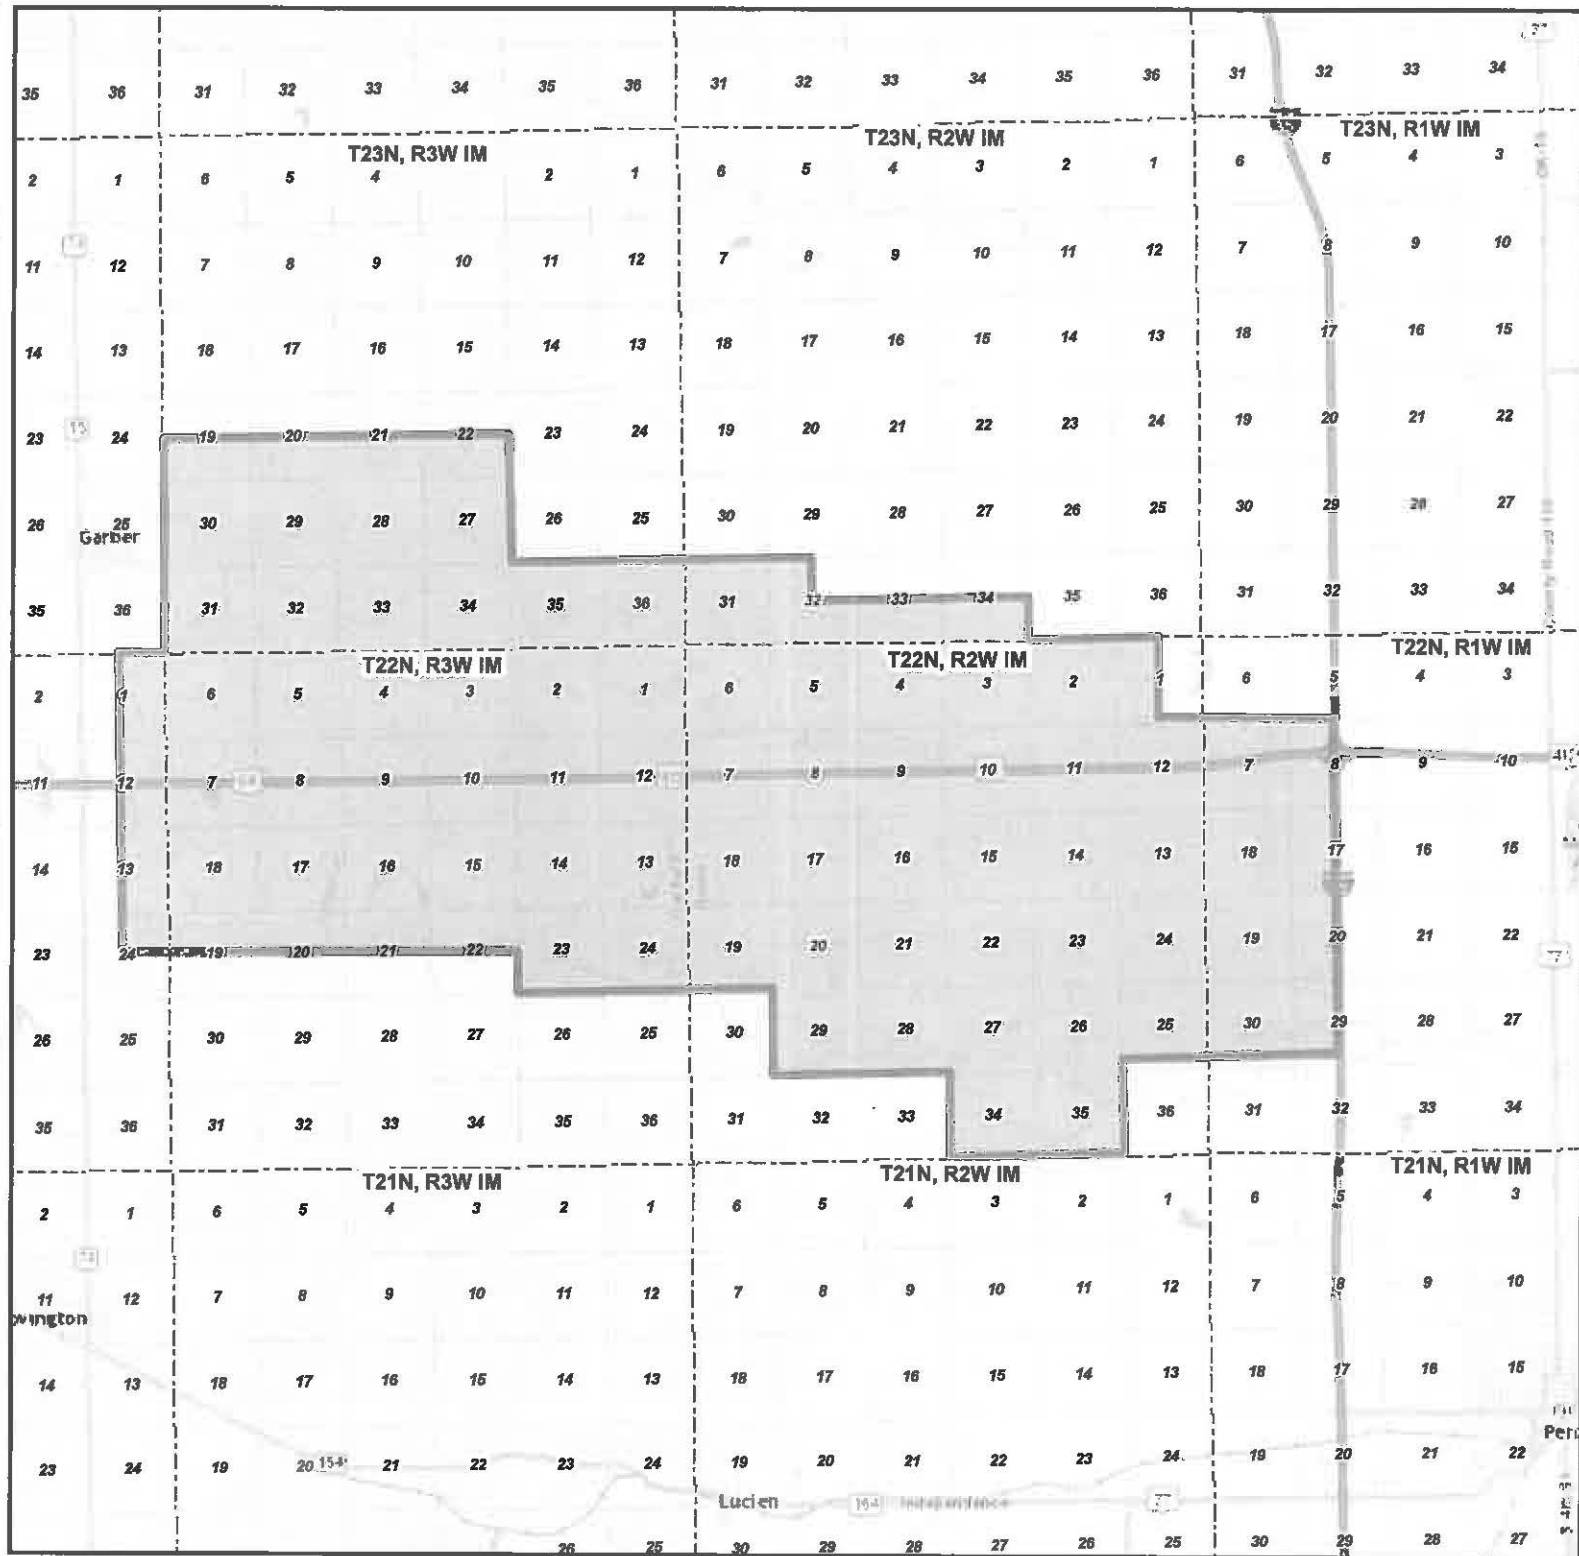 35 36 31 32 33 34 35 36 31 32 33 34 35 36 31 32 33 34
T23N, R3W IM T23N, R2W IM T23N, R1W IM
2 1 6 5 4 2 1 6 5 4 3 2 1 6 5 4 3
11 12 7 8 9 10 11 12 7 8 9 10 11 12 7 8 9 10
14 13 18 17 16 15 14 13 18 17 16 15 14 13 18 17 16 15
23 15 24 19 20 21 22 23 24 19 20 21 22 23 24 19 20 21 22
26 25 30 29 28 27 26 25 30 29 28 27 26 25 30 29 28 27
Garber
35 36 31 32 33 34 35 36 31 32 33 34 35 36 31 32 33 34
T22N, R3W IM T22N, R2W IM T22N, R1W IM
2 1 6 5 4 3 2 1 6 5 4 3 2 1 6 5 4 3
11 12 7 8 9 10 11 12 7 8 9 10 11 12 7 8 9 10
14 13 18 17 16 15 14 13 18 17 16 15 14 13 18 17 16 15
23 24 19 20 21 22 23 24 19 20 21 22 23 24 19 20 21 22
26 25 30 29 28 27 26 25 30 29 28 27 26 25 30 29 28 27
35 36 31 32 33 34 35 36 31 32 33 34 35 36 31 32 33 34
T21N, R3W IM T21N, R2W IM T21N, R1W IM
2 1 6 5 4 3 2 1 6 5 4 3 2 1 6 5 4 3
11 12 7 8 9 10 11 12 7 8 9 10 11 12 7 8 9 10
vington
14 13 18 17 16 15 14 13 18 17 16 15 14 13 18 17 16 15
23 24 19 20 154 21 22 23 24 19 20 21 22 23 24 19 20 21 22
Lucien 164
26 25 30 29 28 27 26 25 30 29 28 27